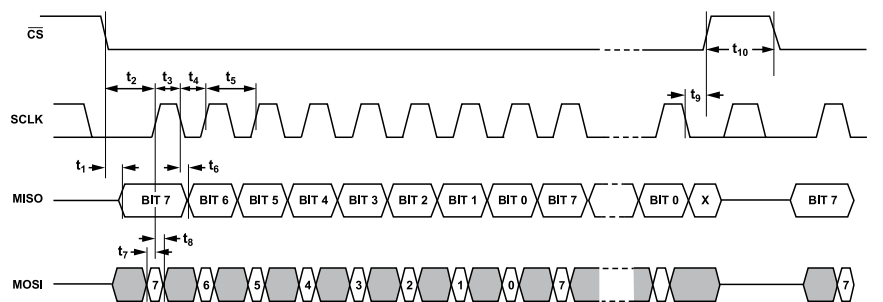 CS
t2 t3 t4 t5 t10
SCLK t9
t1 t6
MISO BIT 7 BIT 6 BIT 5 BIT 4 BIT 3 BIT 2 BIT 1 BIT 0 BIT 7 BIT 0 X BIT 7
t7 t8
MOSI 7 6 5 4 3 2 1 0 7 7